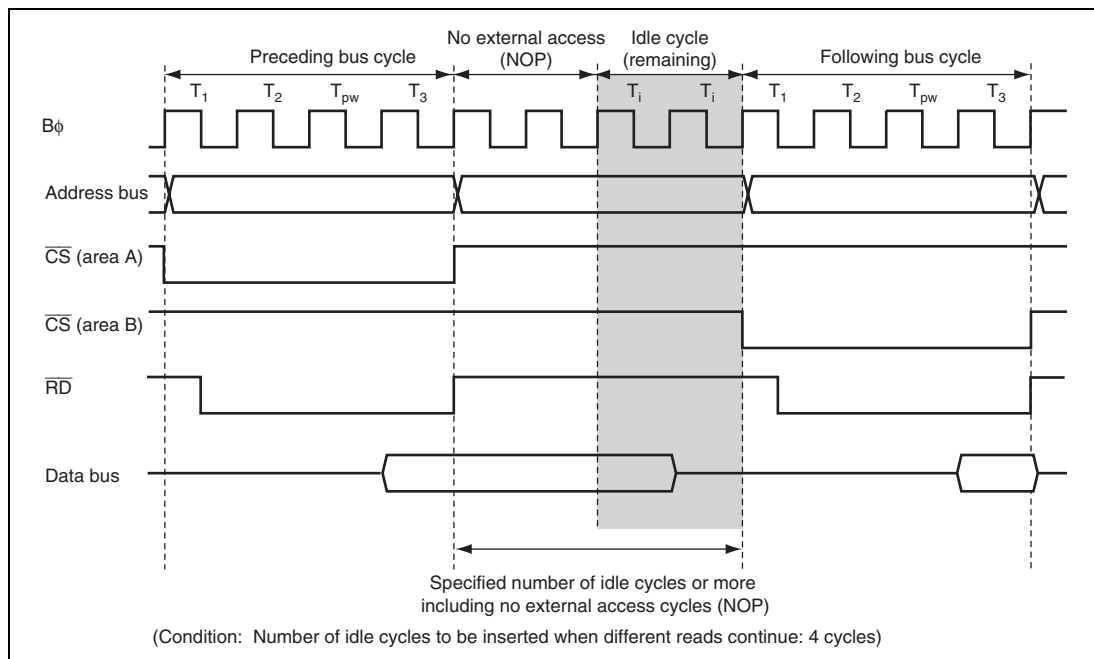 No external access
(NOP)
Idle cycle
(remaining)
Preceding bus cycle
Following bus cycle
T1 T2 Tpw T3 Ti Ti T1 T2 Tpw T3
Bϕ
Address bus
C̅S̅ (area A)
C̅S̅ (area B)
R̅D̅
Data bus
Specified number of idle cycles or more
including no external access cycles (NOP)
(Condition: Number of idle cycles to be inserted when different reads continue: 4 cycles)